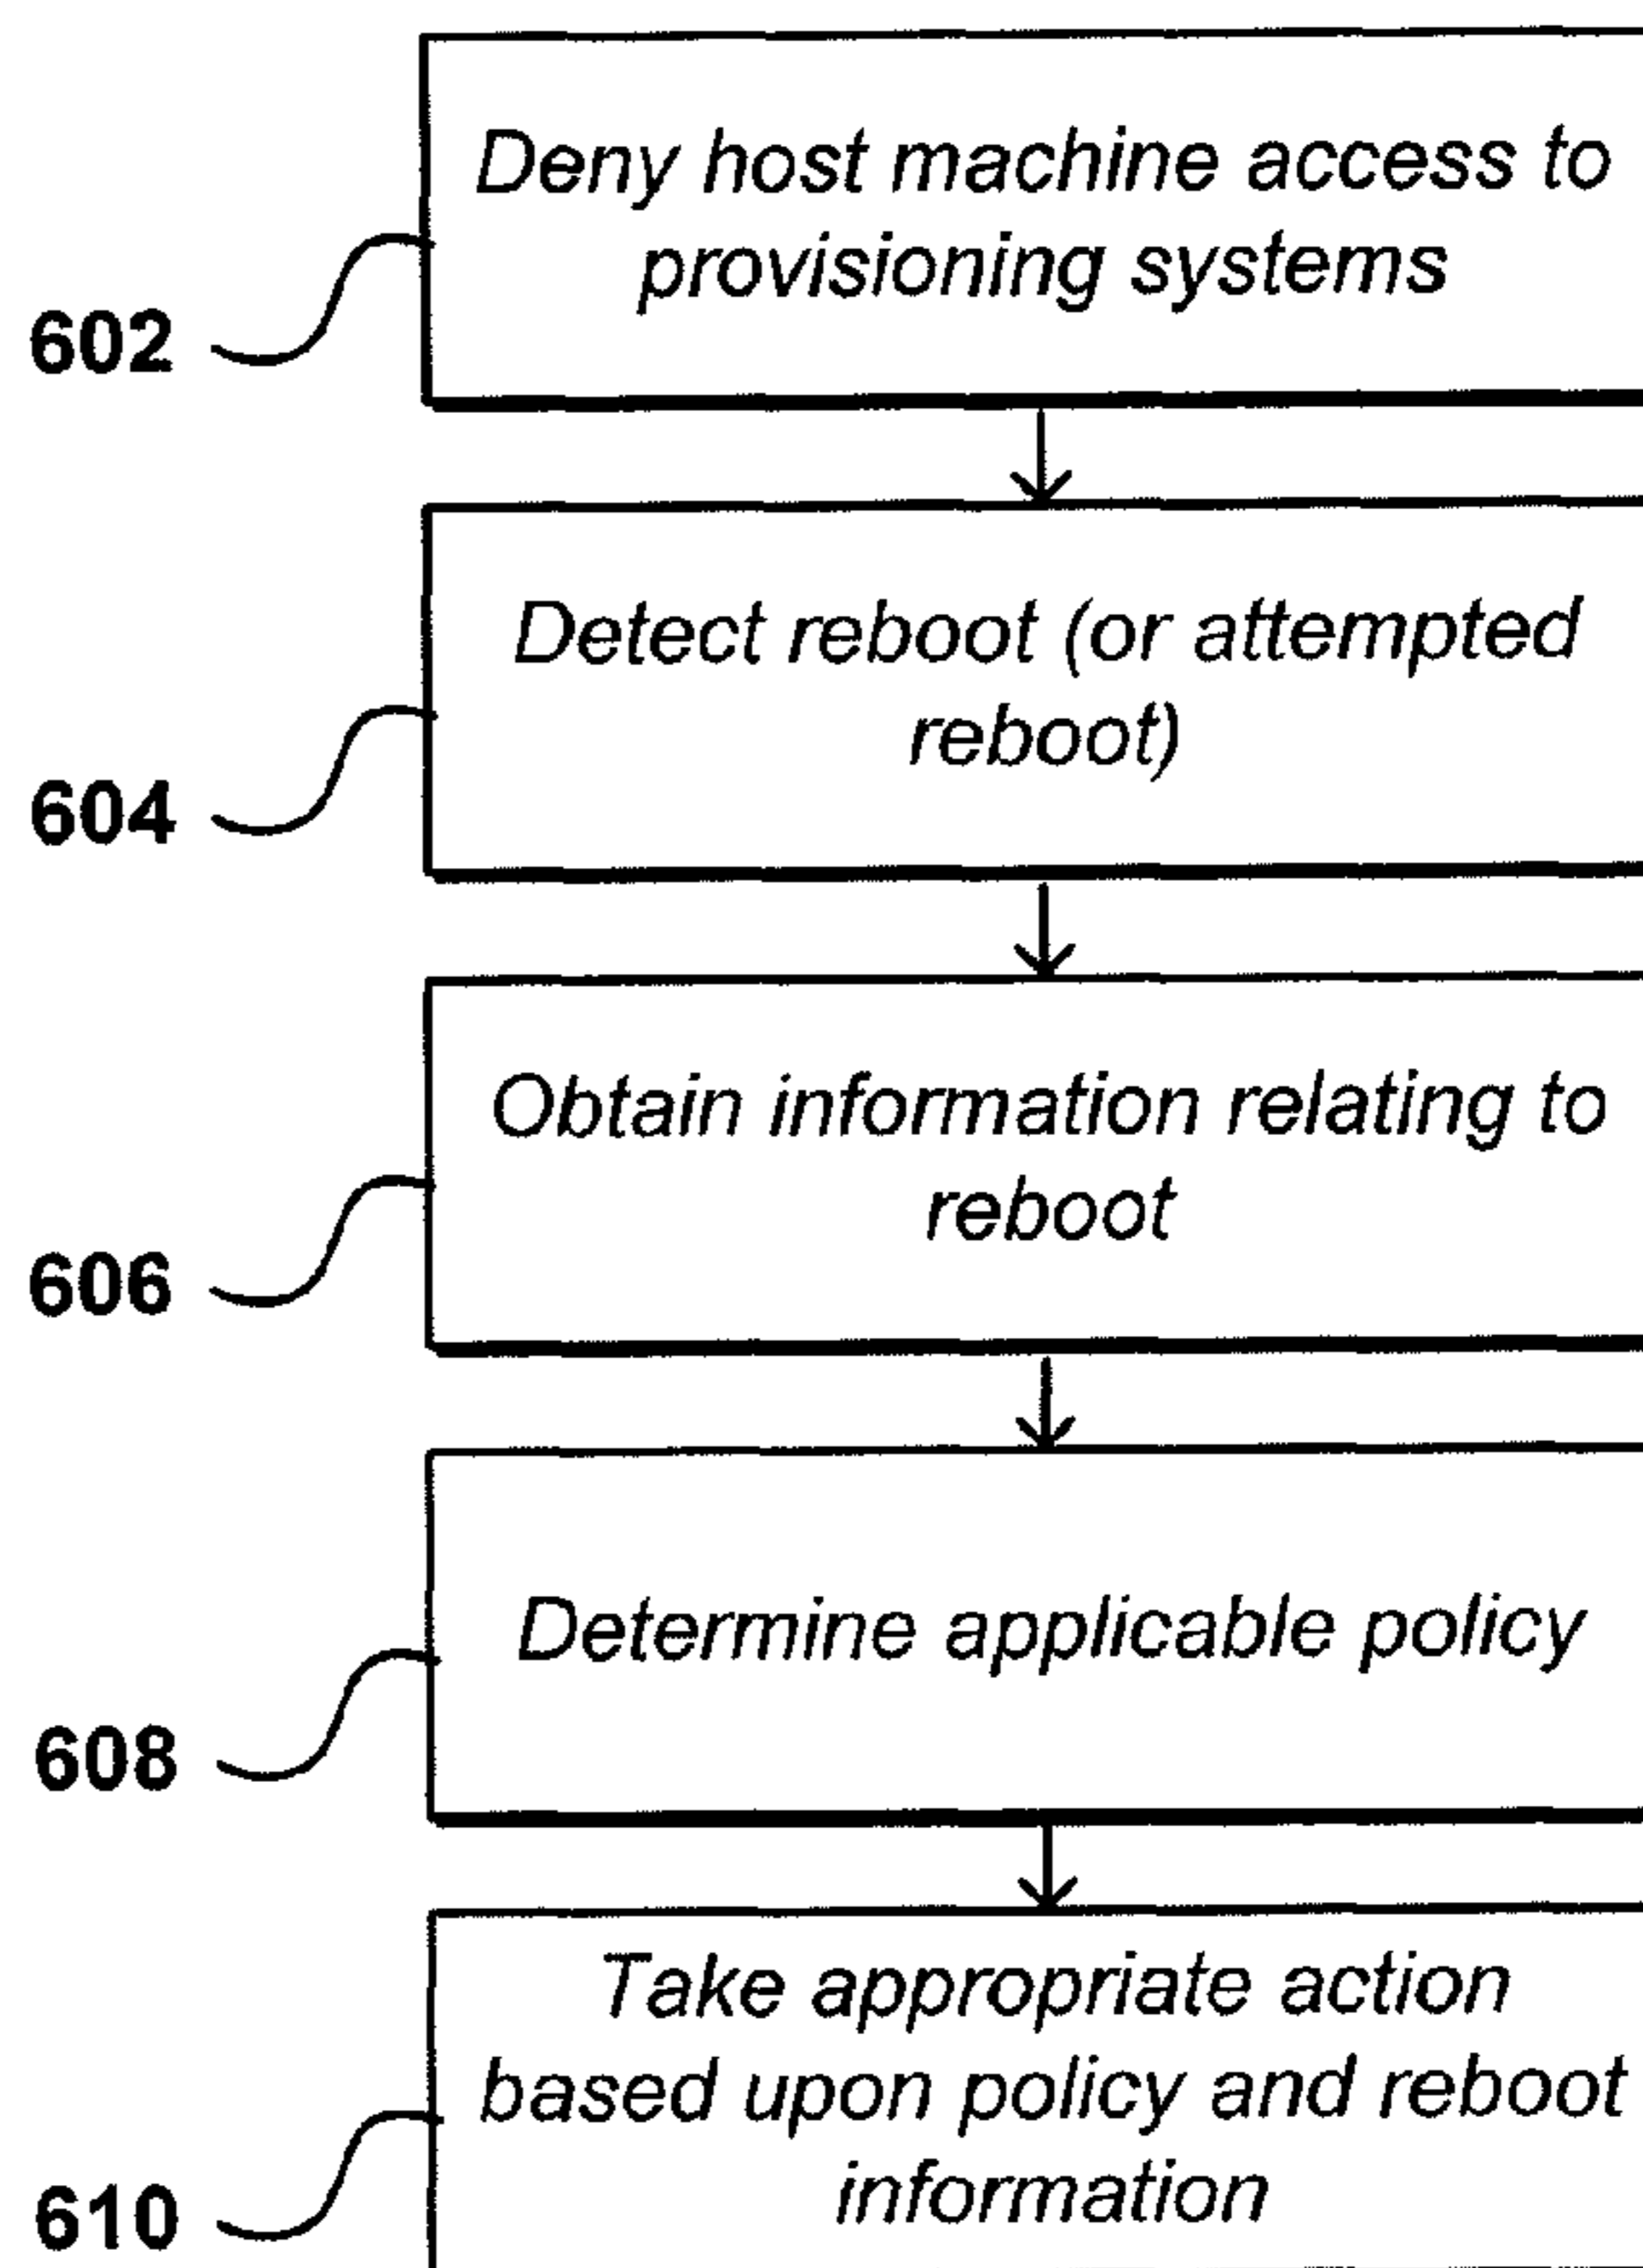 Deny host machine access to
provisioning systems
602
Detect reboot (or attempted
reboot)
604
Obtain information relating to
reboot
606
Determine applicable policy
608
Take appropriate action
based upon policy and reboot
information
610